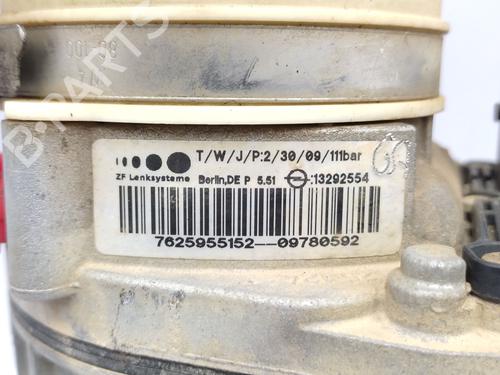 T/W/J/P:2/30/09/111bar
ZF Lenksysteme Berlin,DE P 5.51 :13292554
7625955152--09780592
B-PARTS